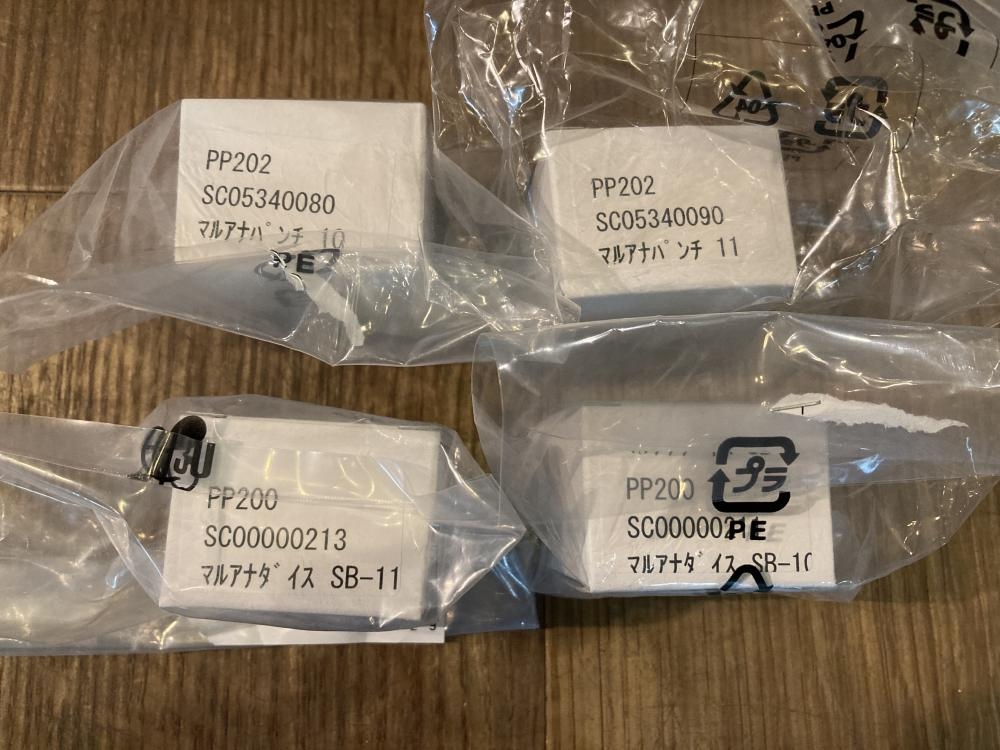 PP202
SC05340080
マルアナパンチ 10
PE
PP202
SC05340090
マルアナパンチ 11
PP200
SC00000213
マルアナダイス SB-11
PP200
プラ
PE
マルアナダイス SB-10